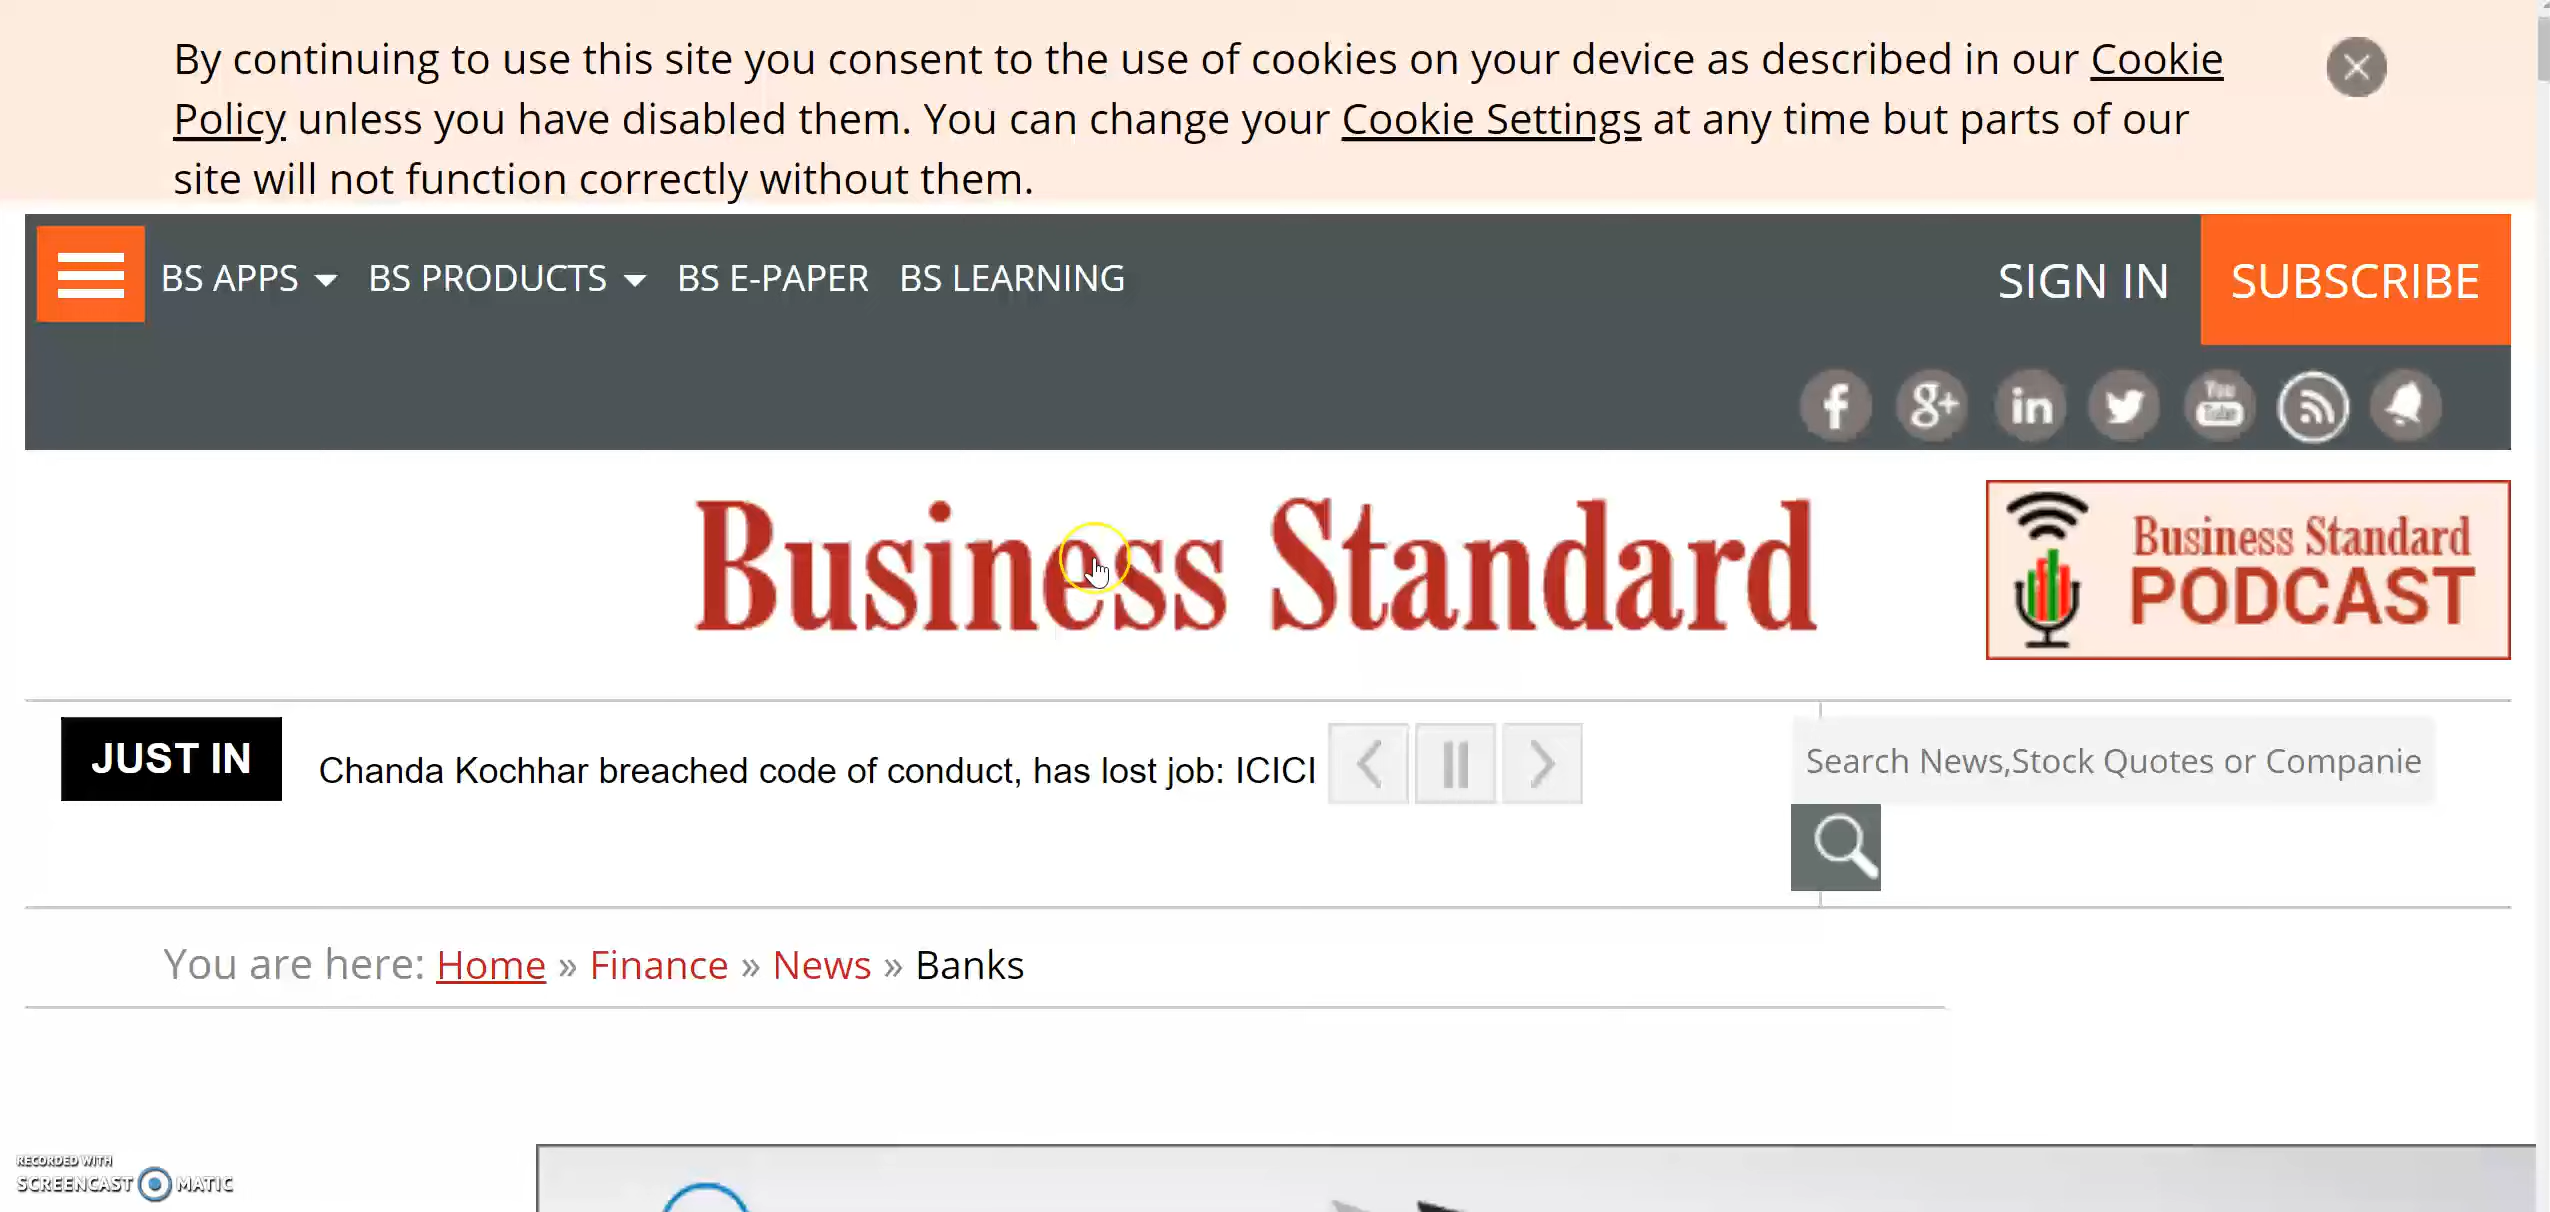 By continuing to use this site you consent to the use of cookies on your device as described in our Cookie
Policy unless you have disabled them. You can change your Cookie Settings at any time but parts of our
site will not function correctly without them.
BS APPS BS PRODUCTS BS E-PAPER BS LEARNING
SIGN IN SUBSCRIBE
f g+ in You Tube
Business Standard
Business Standard
PODCAST
JUST IN Chanda Kochhar breached code of conduct, has lost job: ICICI
Search News,Stock Quotes or Companie
You are here: Home » Finance » News » Banks
RECORDED WITH
SCREENCAST MATIC